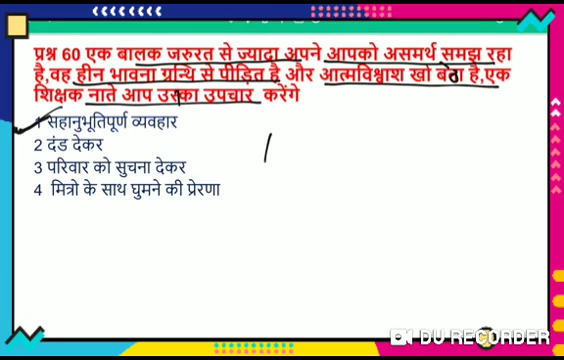 प्रश्न 60 एक बालक जरुरत से ज्यादा अपने आपको असमर्थ समझ रहा
है,वह हीन भावना ग्रन्थि से पीड़ित है और आत्मविश्वाश खो बेठा है,एक
शिक्षक नाते आप उसका उपचार करेंगे
1 सहानुभूतिपूर्ण व्यवहार
2 दंड देकर
3 परिवार को सुचना देकर
4 मित्रो के साथ घुमने की प्रेरणा
DU RECORDER